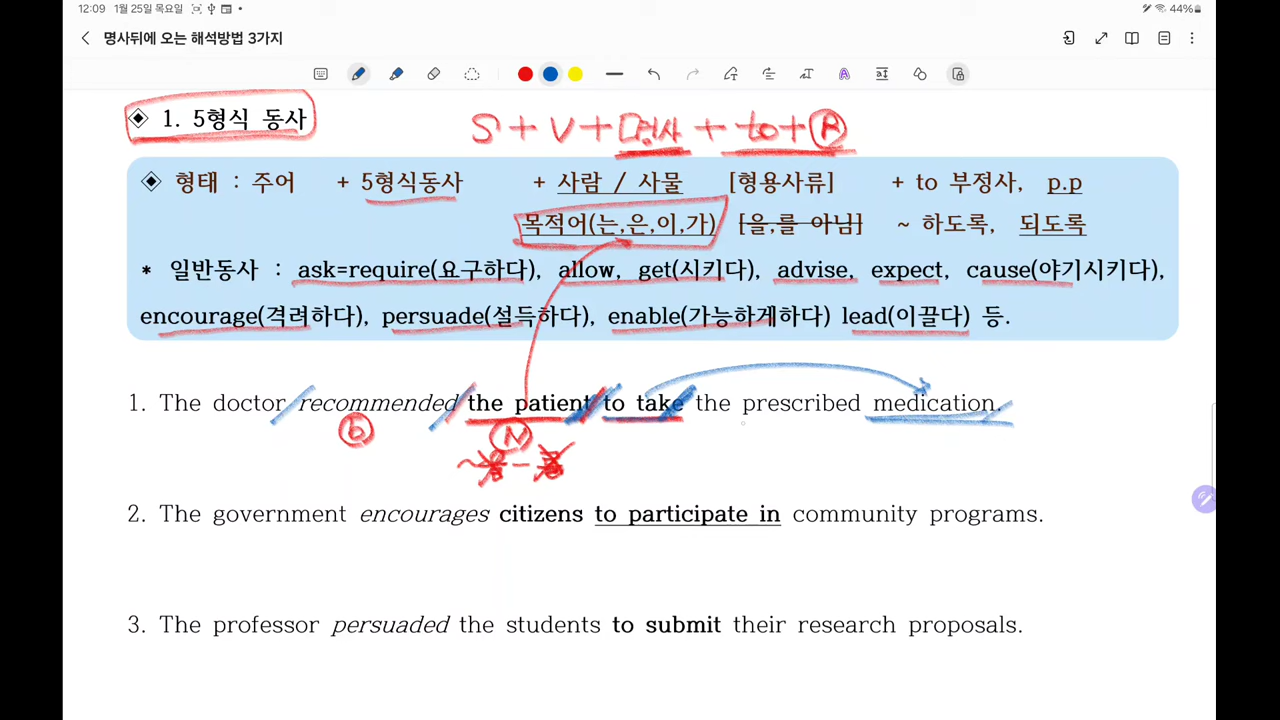 12:09 1월 25일 목요일
44%
명사뒤에 오는 해석방법 3가지
◈ 1. 5형식 동사
S + V + 명사 + to + R
◈ 형태 : 주어 + 5형식동사 + 사람 / 사물 [형용사류] + to 부정사, p.p
목적어(는,은,이,가) [을,를 아님] ~ 하도록, 되도록
* 일반동사 : ask=require(요구하다), allow, get(시키다), advise, expect, cause(야기시키다),
encourage(격려하다), persuade(설득하다), enable(가능하게하다) lead(이끌다) 등.
1. The doctor recommended the patient to take the prescribed medication.
N
2. The government encourages citizens to participate in community programs.
3. The professor persuaded the students to submit their research proposals.